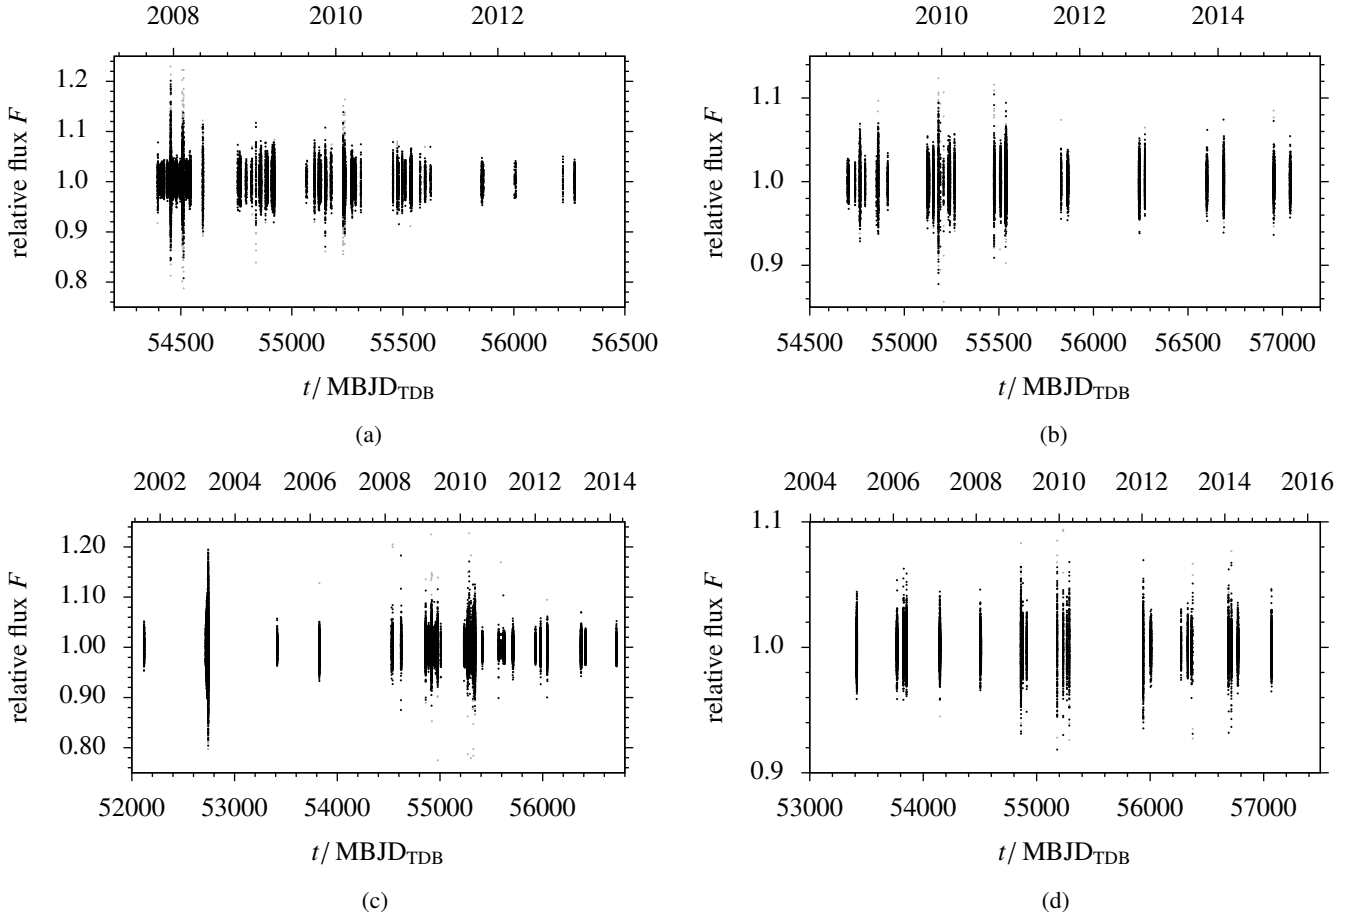 2008 2010 2012
1.2
1.1
1.0
0.9
0.8
relative flux F
54500 55000 55500 56000 56500
t/ MBJD_TDB
(a)
2010 2012 2014
1.1
1.0
0.9
relative flux F
54500 55000 55500 56000 56500 57000
t/ MBJD_TDB
(b)
2002 2004 2006 2008 2010 2012 2014
1.20
1.10
1.00
0.90
0.80
relative flux F
52000 53000 54000 55000 56000
t/ MBJD_TDB
(c)
2004 2006 2008 2010 2012 2014 2016
1.1
1.0
0.9
relative flux F
53000 54000 55000 56000 57000
t/ MBJD_TDB
(d)